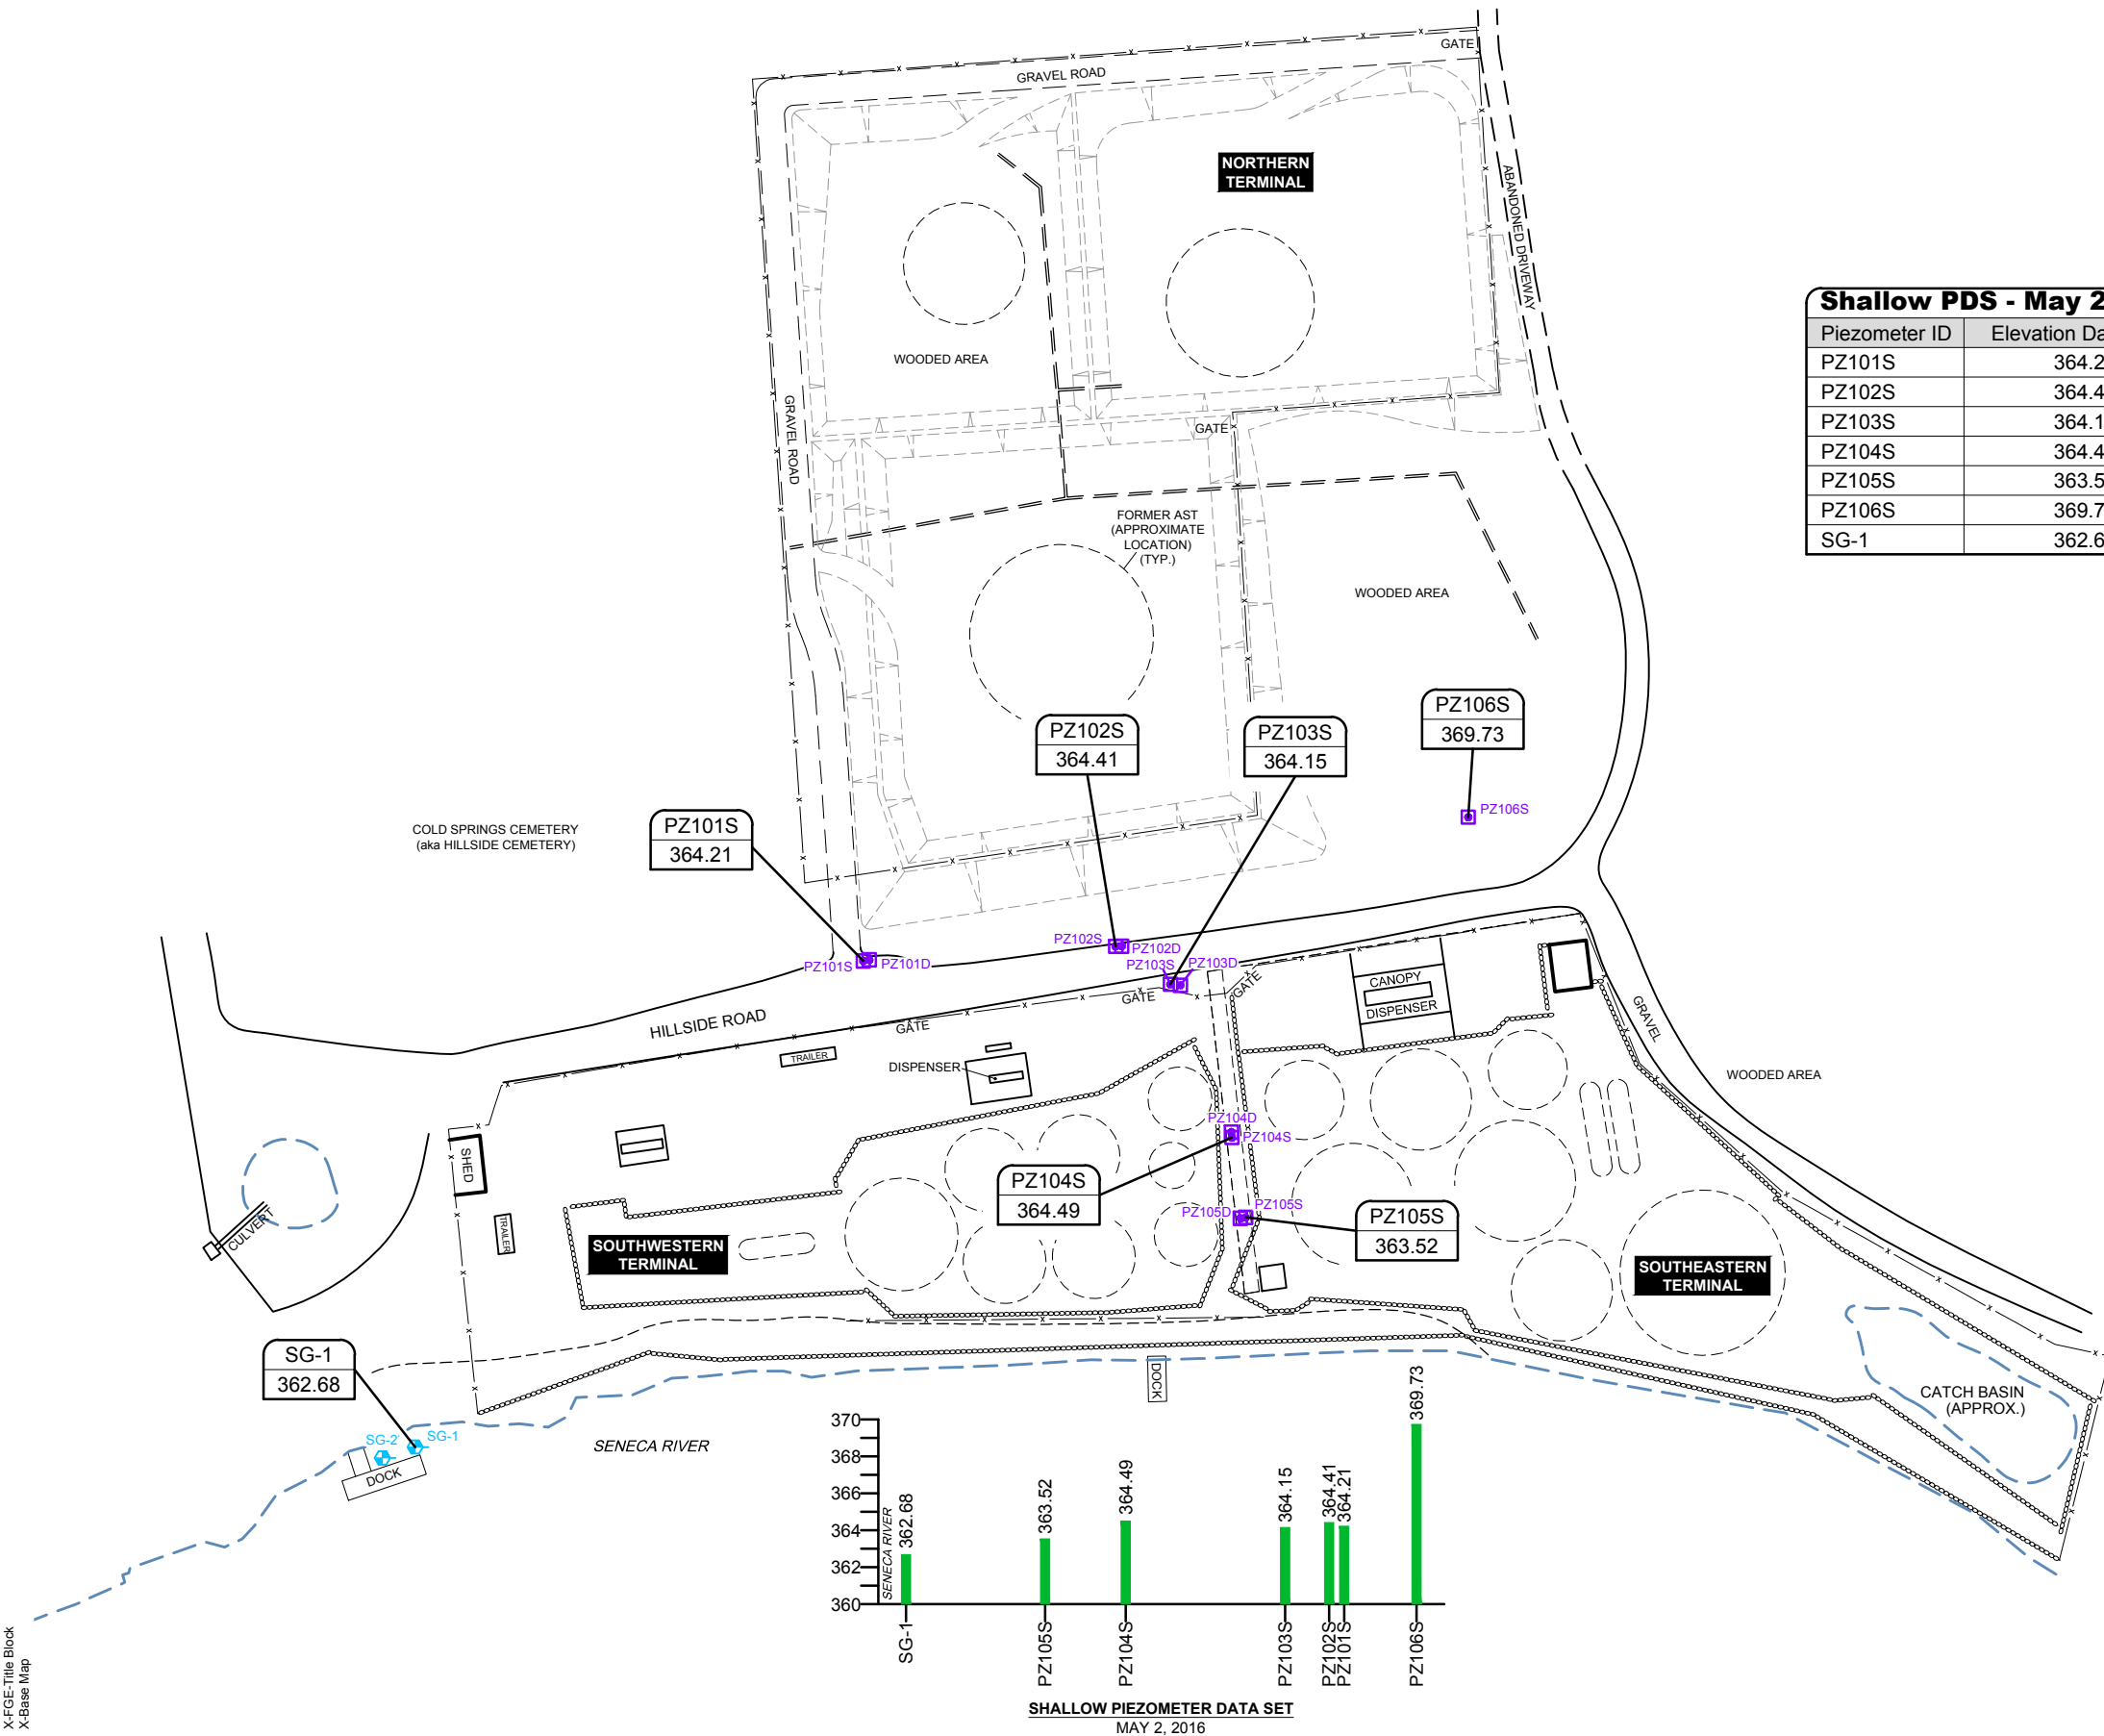 GATE
GRAVEL ROAD
NORTHERN
TERMINAL
ABANDONED DRIVEWAY
WOODED AREA
GRAVEL ROAD
GATE
FORMER AST
(APPROXIMATE
LOCATION)
(TYP.)
WOODED AREA
Shallow PDS - May 2
Piezometer ID Elevation Da
PZ101S 364.2
PZ102S 364.4
PZ103S 364.1
PZ104S 364.4
PZ105S 363.5
PZ106S 369.7
SG-1 362.6
PZ106S
369.73
PZ102S
364.41
PZ103S
364.15
PZ101S
364.21
COLD SPRINGS CEMETERY
(aka HILLSIDE CEMETERY)
PZ106S
PZ102S PZ102D
PZ101S PZ101D
PZ103S PZ103D
GATE
GATE
GATE
HILLSIDE ROAD
CANOPY
DISPENSER
GRAVEL
TRAILER
DISPENSER
WOODED AREA
PZ104D
PZ104S
SHED
PZ104S
364.49
PZ105D PZ105S
PZ105S
363.52
CULVERT
TRAILER
SOUTHWESTERN
TERMINAL
SOUTHEASTERN
TERMINAL
SG-1
362.68
DOCK
CATCH BASIN
(APPROX.)
SG-2 SG-1
DOCK
SENECA RIVER
370
368
366
364
362
360
SENECA RIVER
362.68
363.52
364.49
364.15
364.41
364.21
369.73
SG-1
PZ105S
PZ104S
PZ103S
PZ102S
PZ101S
PZ106S
SHALLOW PIEZOMETER DATA SET
MAY 2, 2016
X-FGE-Title Block
X-Base Map